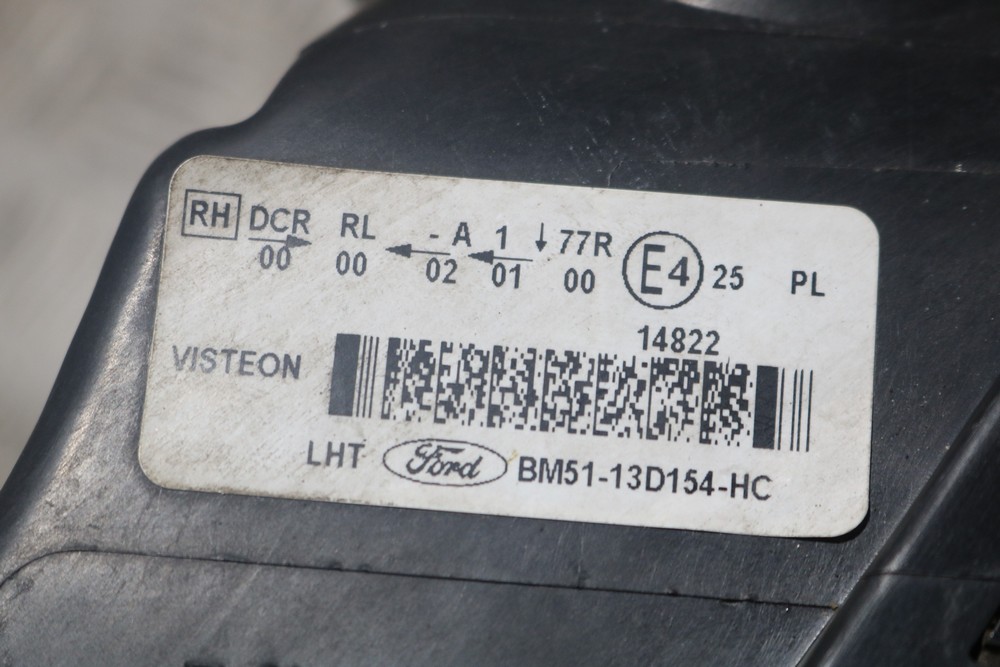 RH DCR RL - A 1 ↓ 77R E4 25 PL
00 00 02 01 00
14822
VISTEON
LHT Ford BM51-13D154-HC